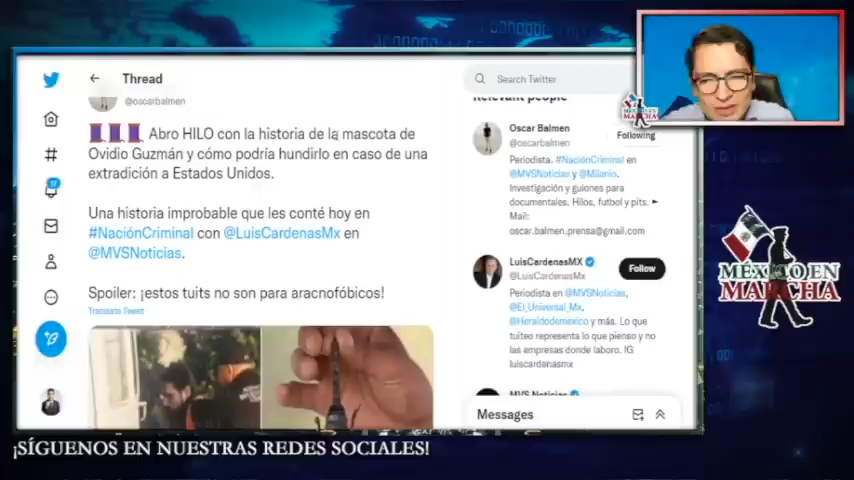 Thread
@oscarbalmen
Abro HILO con la historia de la mascota de
Ovidio Guzmán y cómo podría hundirlo en caso de una
extradición a Estados Unidos.
Una historia improbable que les conté hoy en
#NaciónCriminal con @LuisCardenasMx en
@MVSNoticias.
Spoiler: ¡estos tuits no son para aracnofóbicos!
Translate Tweet
17
Search Twitter
Relevant people
Oscar Balmen
@oscarbalmen
Following
Periodista. #NaciónCriminal en
@MVSNoticias y @Milenio.
Investigación y guiones para
documentales. Hilos, futbol y pits.
Mail:
oscar.balmen.prensa@gmail.com
LuisCardenasMX
@LuisCardenasMx
Follow
Periodista en @MVSNoticias,
@El_Universal_Mx,
@Heraldodemexico y más. Lo que
tuiteo representa lo que pienso y no
las empresas donde laboro. IG
luiscardenasmx
MVS Noticias
Messages
MÉXICO EN
MARCHA
MÉXICO EN
MARCHA
¡SÍGUENOS EN NUESTRAS REDES SOCIALES!